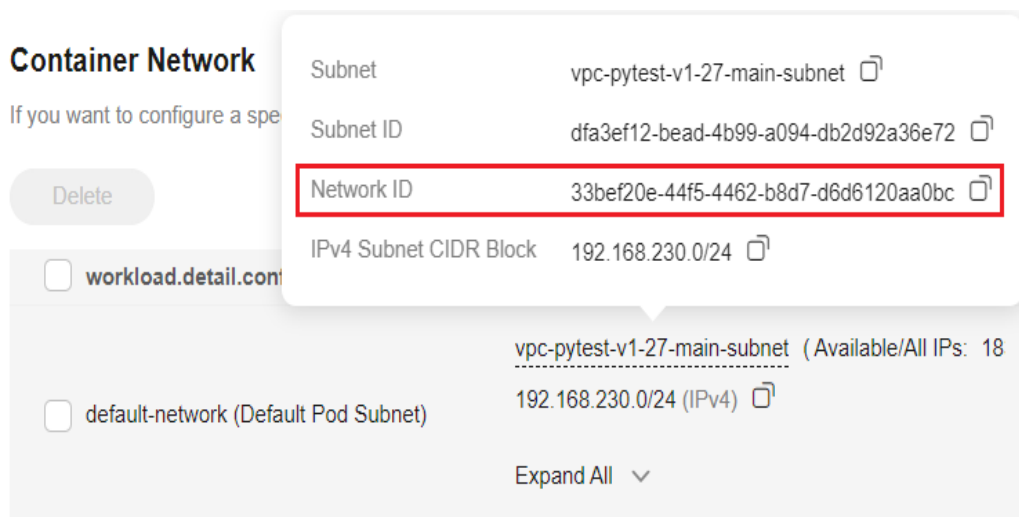 Container Network
If you want to configure a spe
Delete
Subnet vpc-pytest-v1-27-main-subnet
Subnet ID dfa3ef12-bead-4b99-a094-db2d92a36e72
Network ID 33bef20e-44f5-4462-b8d7-d6d6120aa0bc
IPv4 Subnet CIDR Block 192.168.230.0/24
workload.detail.con
default-network (Default Pod Subnet)
vpc-pytest-v1-27-main-subnet ( Available/All IPs: 18
192.168.230.0/24 (IPv4)
Expand All